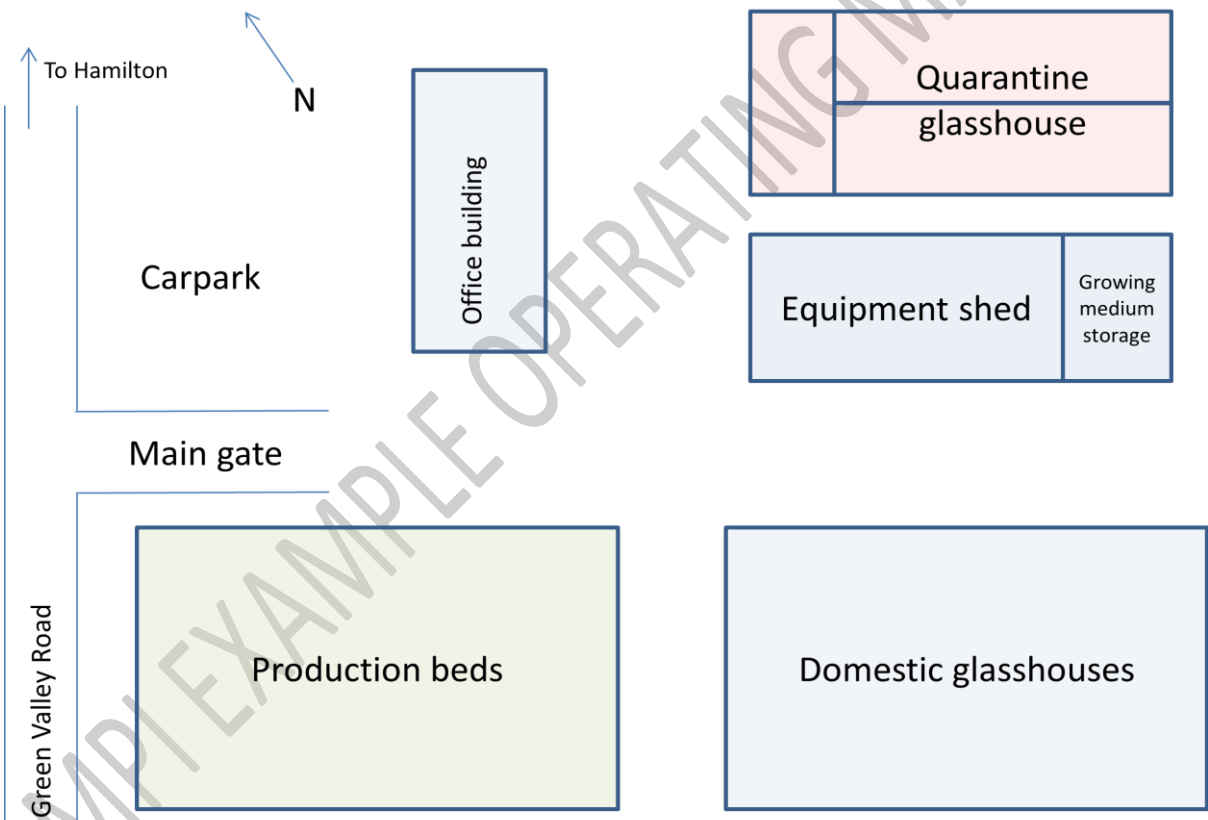 To Hamilton
N
Quarantine
glasshouse
Office building
Carpark
Equipment shed
Growing
medium
storage
Main gate
Green Valley Road
Production beds
Domestic glasshouses
MPI EXAMPLE OPERATING M